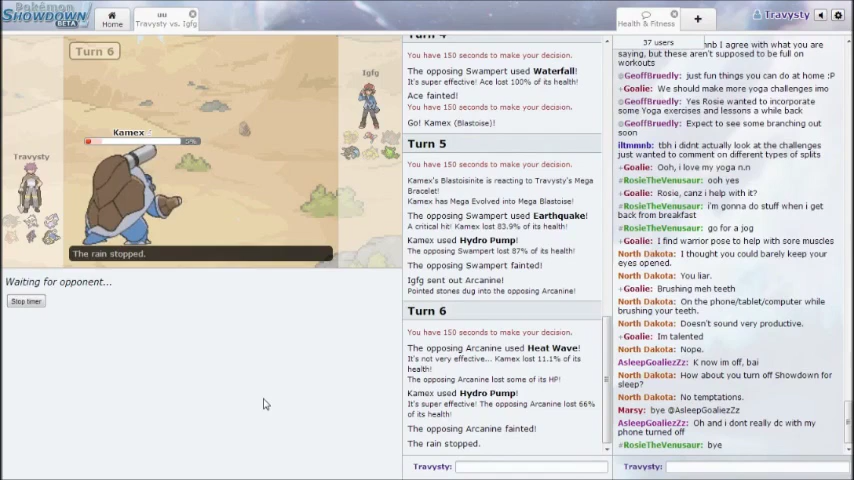 Pokémon
Showdown
BETA
Home
uu
Travysty vs. Igfg
Health & Fitness
Travysty
Turn 6
Igfg
Kamex
5%
Travysty
The rain stopped.
Waiting for opponent...
Stop timer
You have 150 seconds to make your decision.
The opposing Swampert used Waterfall!
It's super effective! Ace lost 100% of its health!
Ace fainted!
You have 150 seconds to make your decision.
Go! Kamex (Blastoise)!
Turn 5
You have 150 seconds to make your decision.
Kamex's Blastoisinite is reacting to Travysty's Mega
Bracelet!
Kamex has Mega Evolved into Mega Blastoise!
The opposing Swampert used Earthquake!
A critical hit! Kamex lost 83.9% of its health!
Kamex used Hydro Pump!
The opposing Swampert lost 87% of its health!
The opposing Swampert fainted!
Igfg sent out Arcanine!
Pointed stones dug into the opposing Arcanine!
Turn 6
You have 150 seconds to make your decision.
The opposing Arcanine used Heat Wave!
It's not very effective... Kamex lost 11.1% of its
health!
The opposing Arcanine lost some of its HP!
Kamex used Hydro Pump!
It's super effective! The opposing Arcanine lost 66%
of its health!
The opposing Arcanine fainted!
The rain stopped.
Travysty:
37 users
I agree with what you are
saying, but these aren't supposed to be full on
workouts
@GeoffBruedly: just fun things you can do at home :P
+Goalie: We should make more yoga challenges imo
@GeoffBruedly: Yes Rosie wanted to incorporate
some Yoga exercises and lessons a while back
@GeoffBruedly: Expect to see some branching out
soon
iltmmnb: tbh i didnt actually look at the challenges
just wanted to comment on different types of splits
+Goalie: Ooh, i love my yoga n.n
#RosieTheVenusaur: ooh yes
+Goalie: Rosie, canz i help with it?
#RosieTheVenusaur: i'm gonna do stuff when i get
back from breakfast
#RosieTheVenusaur: go for a jog
+Goalie: I find warrior pose to help with sore muscles
North Dakota: I thought you could barely keep your
eyes opened.
North Dakota: You liar.
+Goalie: Brushing meh teeth
North Dakota: On the phone/tablet/computer while
brushing your teeth.
North Dakota: Doesn't sound very productive.
+Goalie: Im talented
North Dakota: Nope.
AsleepGoaliezZz: K now im off, bai
North Dakota: How about you turn off Showdown for
sleep?
North Dakota: No temptations.
Marsy: bye @AsleepGoaliezZz
AsleepGoaliezZz: Oh and i dont really dc with my
phone turned off
#RosieTheVenusaur: bye
Travysty: